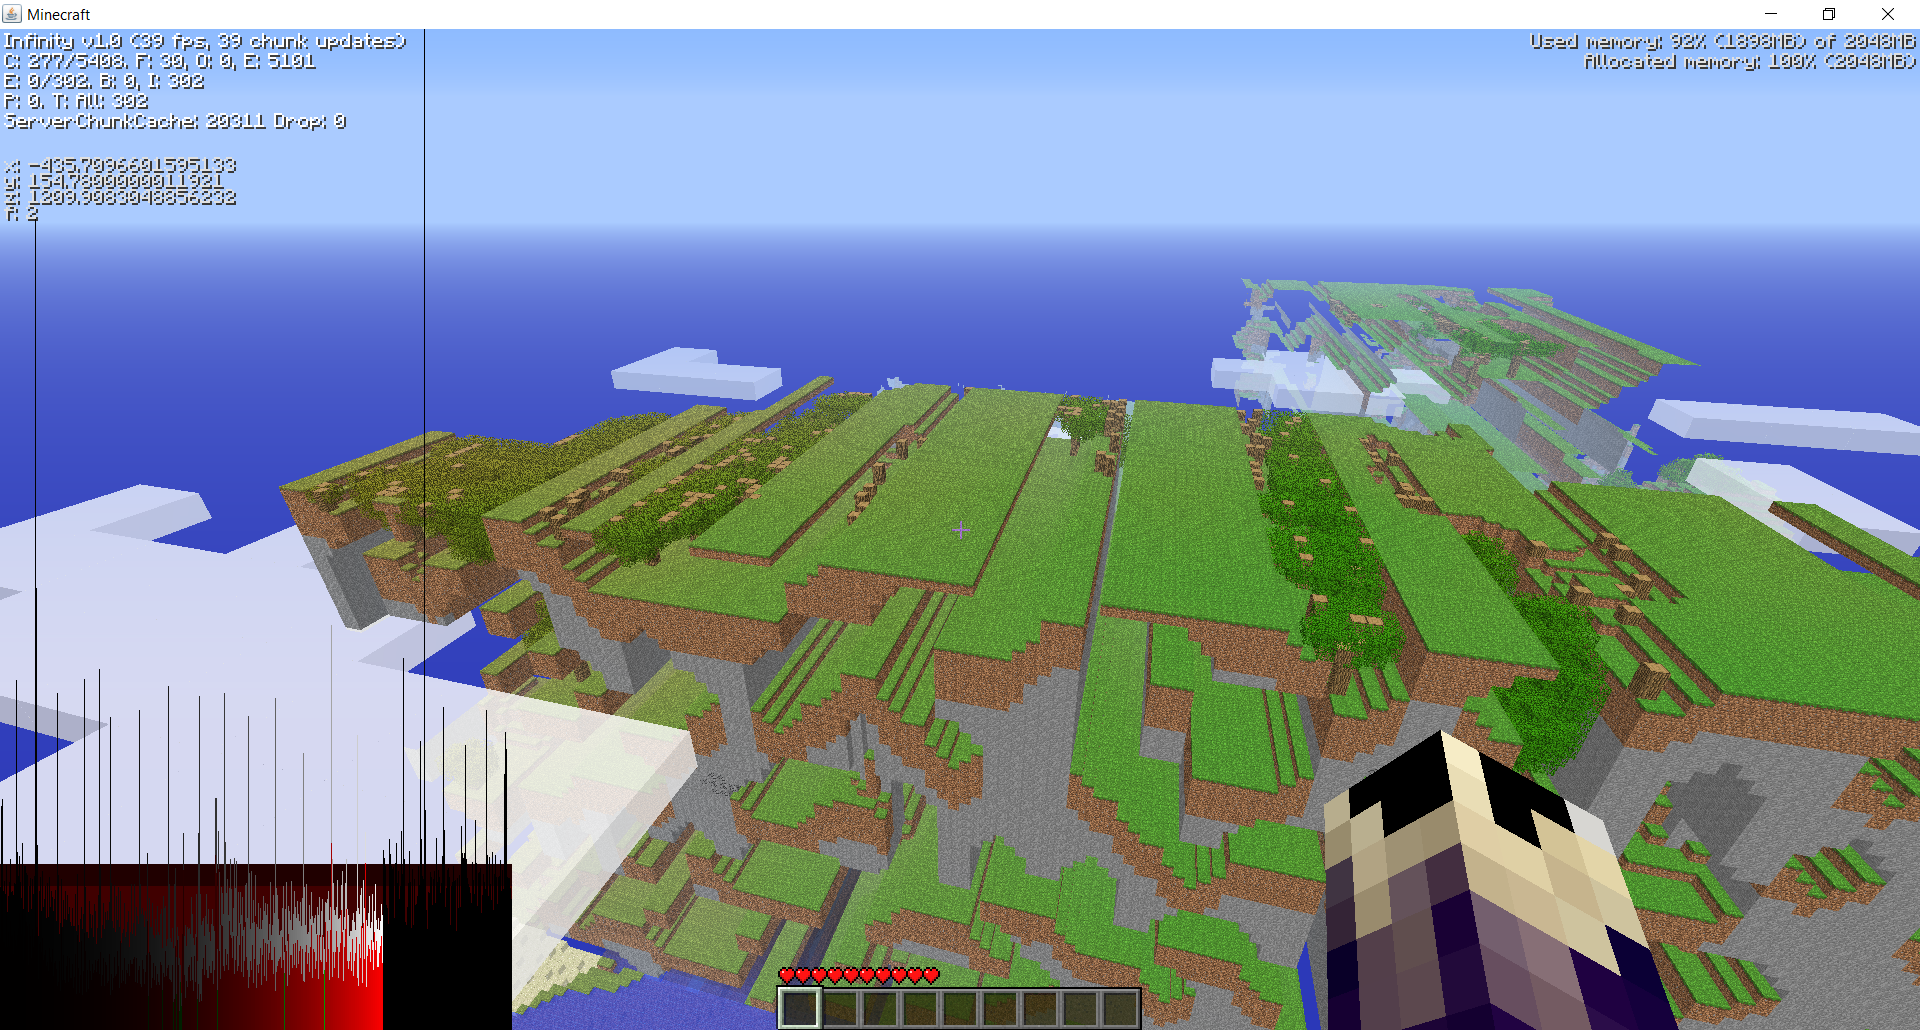 Minecraft
Infinity v1.0 (39 fps, 39 chunk updates)
C: 277/5408. F: 30, O: 0, E: 5101
E: 0/302. B: 0, I: 302
P: 0. T: All: 302
ServerChunkCache: 20311 Drop: 0
x: -435.7096601595133
y: 154.7800000011921
z: 1209.9083048856232
f: 2
Used memory: 92% (1898MB) of 2048MB
Allocated memory: 100% (2048MB)